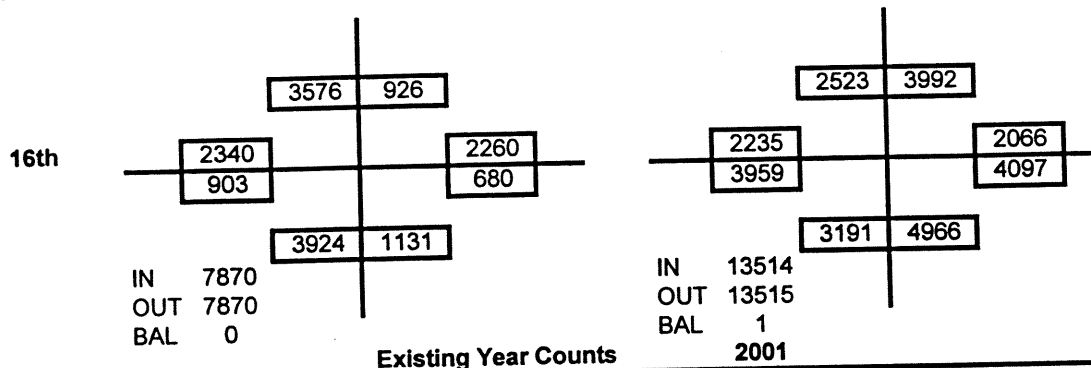 3576 926 2523 3992
16th 2340 2260 2235 2066
903 680 3959 4097
3924 1131 3191 4966
IN 7870 IN 13514
OUT 7870 OUT 13515
BAL 0 BAL 1
Existing Year Counts 2001